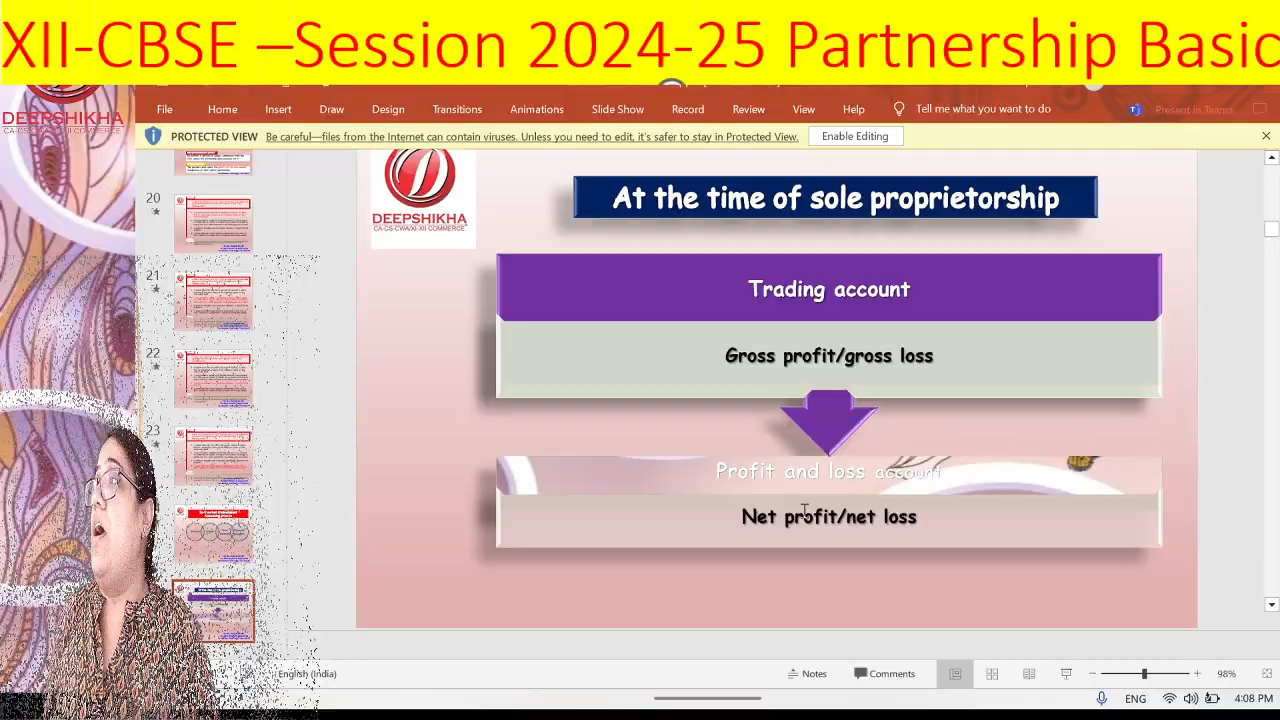 XII-CBSE –Session 2024-25 Partnership Basic
File Home Insert Draw Design Transitions Animations Slide Show Record Review View Help Tell me what you want to do Present in Teams
PROTECTED VIEW Be careful—files from the Internet can contain viruses. Unless you need to edit, it's safer to stay in Protected View. Enable Editing
DEEPSHIKHA
CA-CS-CWA/XI-XII COMMERCE
20
21
22
23
DEEPSHIKHA
CA-CS-CWA/XI-XII COMMERCE
At the time of sole proprietorship
Trading account
Gross profit/gross loss
Profit and loss account
Net profit/net loss
English (India) Notes Comments 98%
ENG 4:08 PM